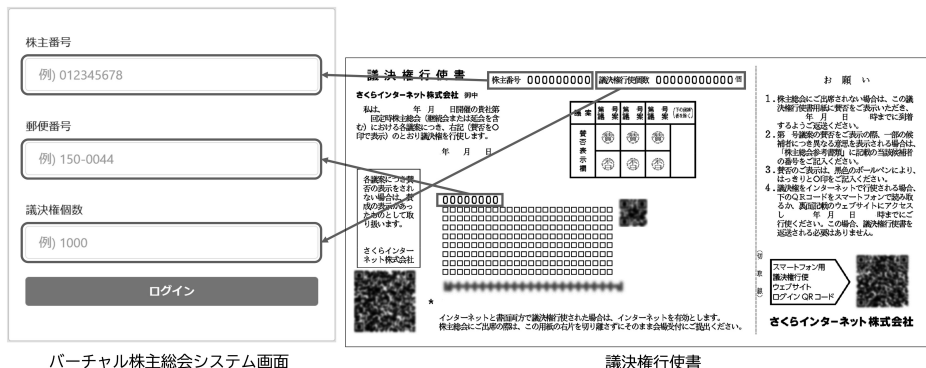 株主番号
例) 012345678
郵便番号
例) 150-0044
議決権個数
例) 1000
ログイン
バーチャル株主総会システム画面
議決権行使書
株主番号 000000000
議決権行使個数 00000000000 個
さくらインターネット株式会社 御中
私は、 年 月 日開催の貴社第
回定時株主総会(継続会または延会を含
む)における各議案につき、右記(賛否を○
印で表示)のとおり議決権を行使します。
年 月 日
議案
第 号議案
第 号議案
第 号議案
賛否表示欄
賛 賛 賛
否 否 否
各議案につき賛
否の表示をされ
ない場合は、賛
成の表示があっ
たものとして取
り扱います。
さくらインター
ネット株式会社
00000000
□□□□□□□□□□□□□□□□□□□□
□□□□□□□□□□□□□□□□□□□□
□□□□□□□□□□□□□□□□□□□□
□□□□□□□□□□□□□□□□□□□□
□□□□□□□□□□□□□□□□□□□□
□□□□□□□□□□□□□□□□□□□□
□□□□□□□□□□□□□□□□□□□□
*
インターネットと書面両方で議決権行使された場合は、インターネットを有効とします。
株主総会にご出席の際は、この用紙の右片を切り離さずにそのまま会場受付にご提出ください。
お願い
1.株主総会にご出席されない場合は、この議
決権行使書用紙に賛否をご表示いただき、
年 月 日 時までに到着
するようご返送ください。
2.第 号議案の賛否をご表示の際、一部の候
補者につき異なる意思を表示される場合は、
「株主総会参考書類」に記載の当該候補者
の番号をご記入ください。
3.賛否のご表示は、黒色のボールペンにより、
はっきりと○印をご記入ください。
4.議決権をインターネットで行使される場合、
下のQRコードをスマートフォンで読み取
るか、裏面記載のウェブサイトにアクセス
し 年 月 日 時までにご
行使ください。この場合、議決権行使書を
返送される必要はありません。
スマートフォン用
議決権行使
ウェブサイト
ログインQRコード
さくらインターネット株式会社
議決権行使書